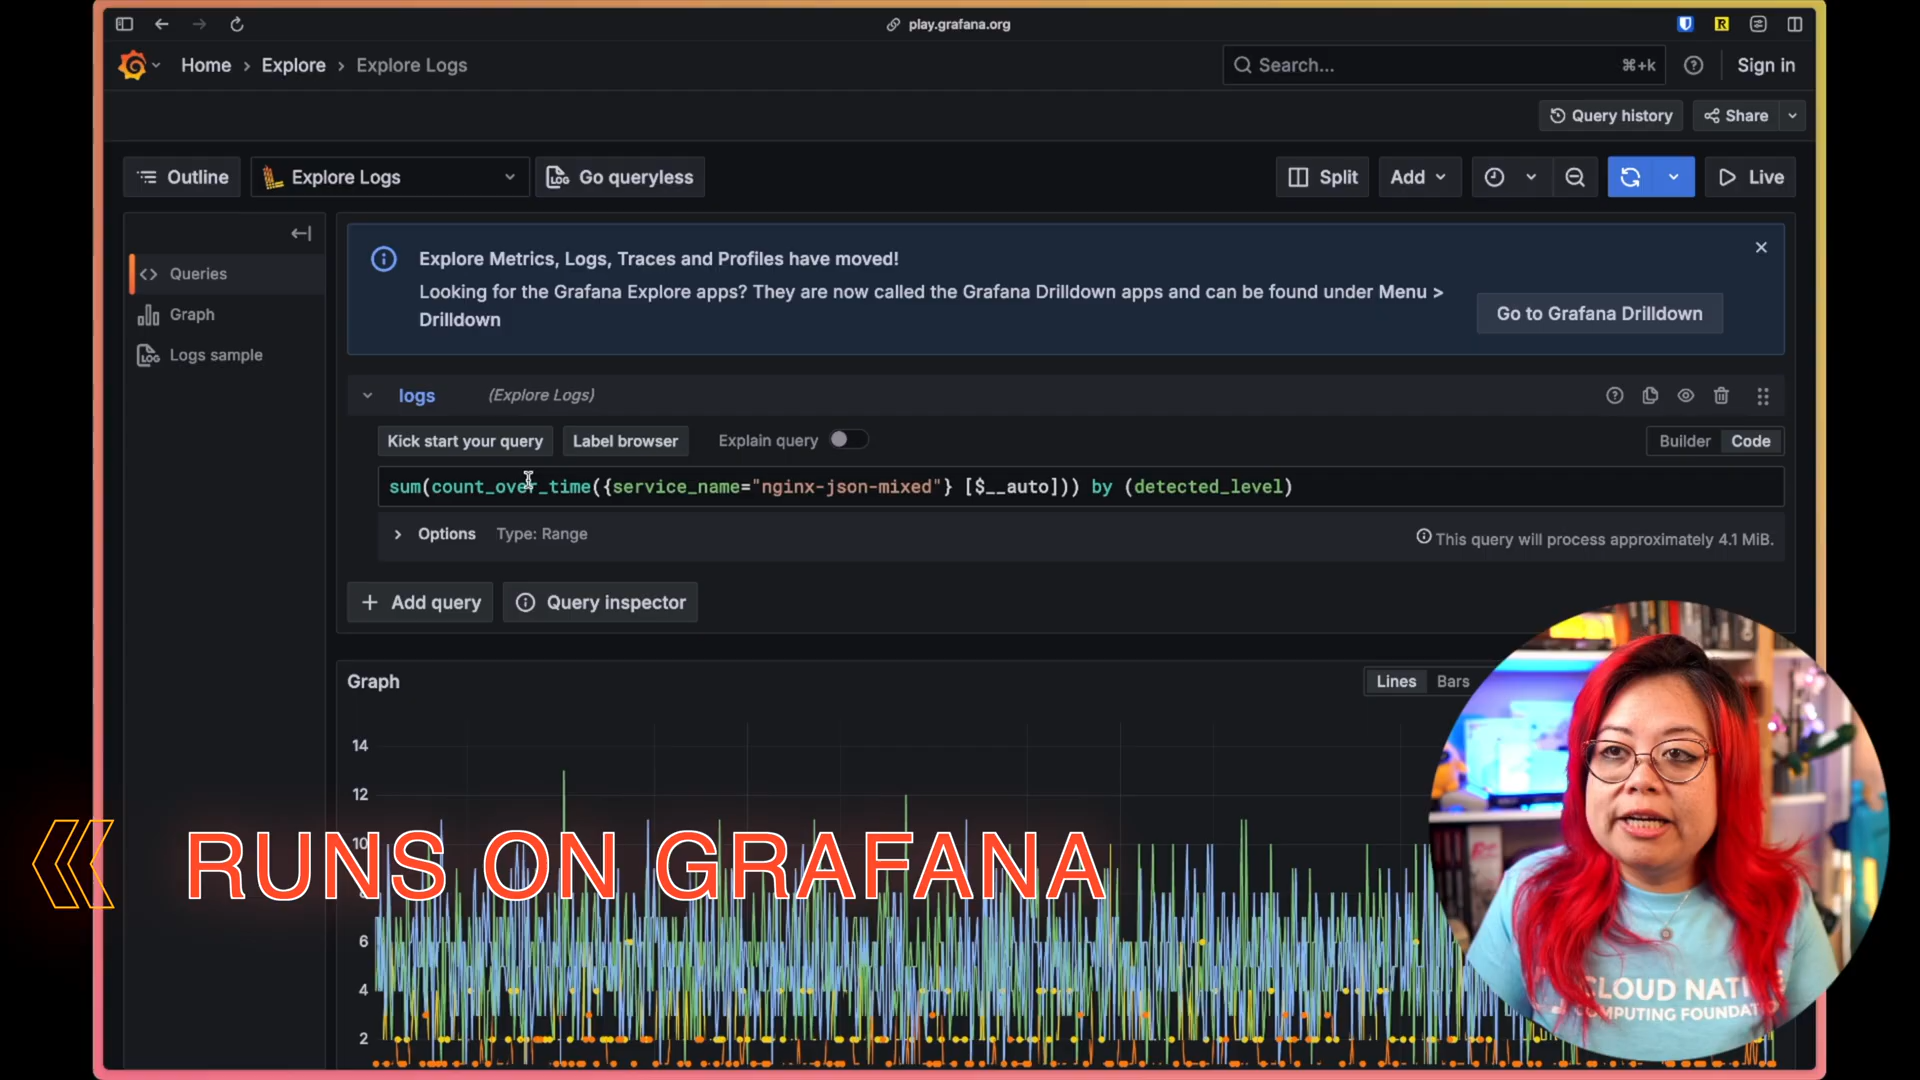 play.grafana.org
R
Home > Explore > Explore Logs
Search...
⌘+k
Sign in
Query history
Share
Outline
Explore Logs
Go queryless
Split
Add
Live
Queries
Graph
Logs sample
Explore Metrics, Logs, Traces and Profiles have moved!
Looking for the Grafana Explore apps? They are now called the Grafana Drilldown apps and can be found under Menu >
Drilldown
Go to Grafana Drilldown
logs
(Explore Logs)
Kick start your query
Label browser
Explain query
Builder
Code
sum(count_over_time({service_name="nginx-json-mixed"} [$__auto])) by (detected_level)
Options
Type: Range
This query will process approximately 4.1 MiB.
+ Add query
Query inspector
Graph
Lines
Bars
14
12
10
RUNS ON GRAFANA
6
4
2
CLOUD NATI
COMPUTING FOUNDATIO